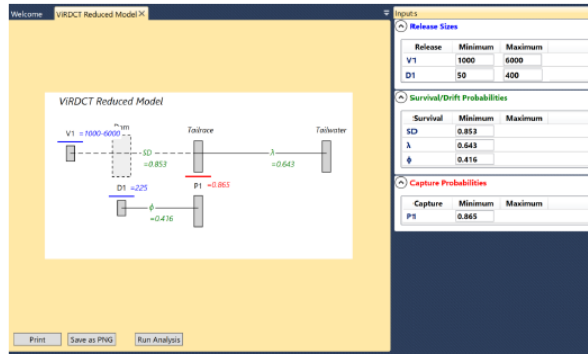 Welcome ViRDCT Reduced Model X
ViRDCT Reduced Model
V1 =1000-6000
Tailrace
Tailwater
SD
=0.853
λ
=0.643
D1 =225
P1 =0.865
ϕ
=0.416
Print Save as PNG Run Analysis
Inputs
Release Sizes
Release Minimum Maximum
V1 1000 6000
D1 50 400
Survival/Drift Probabilities
Survival Minimum Maximum
SD 0.853
λ 0.643
ϕ 0.416
Capture Probabilities
Capture Minimum Maximum
P1 0.865